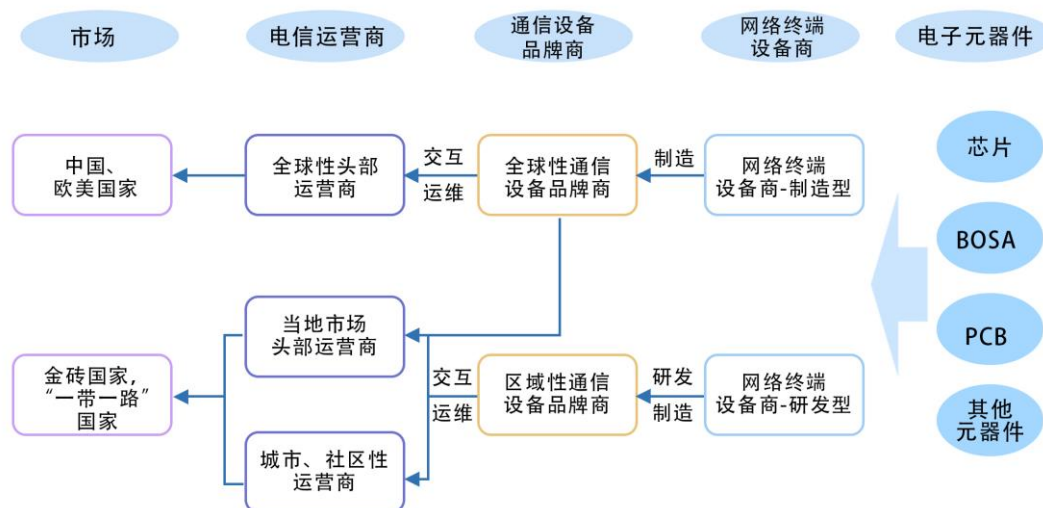 市场
电信运营商
通信设备
品牌商
网络终端
设备商
电子元器件
中国、
欧美国家
全球性头部
运营商
交互
运维
全球性通信
设备品牌商
制造
网络终端
设备商-制造型
芯片
BOSA
当地市场
头部运营商
PCB
金砖国家，
“一带一路”
国家
交互
运维
区域性通信
设备品牌商
研发
制造
网络终端
设备商-研发型
其他
元器件
城市、社区性
运营商